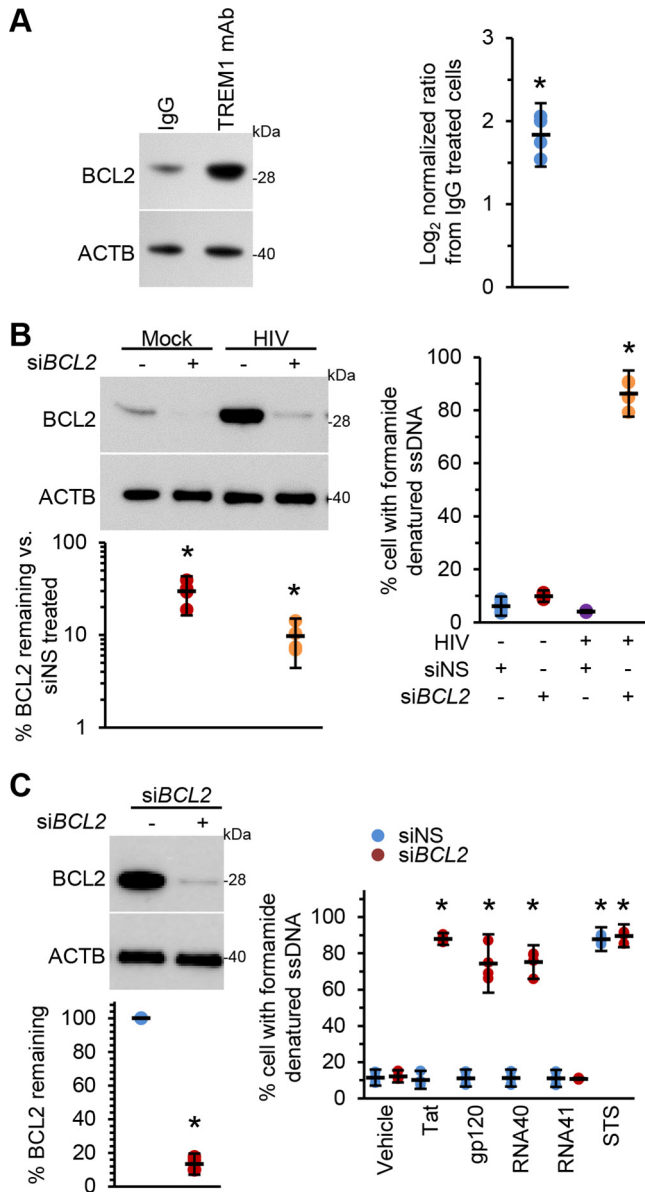 A
IgG
TREM1 mAb
kDa
BCL2
-28
ACTB
-40
Log2 normalized ratio
from IgG treated cells
3
2
1
0
*
B
Mock HIV
siBCL2 - + - +
kDa
BCL2
-28
ACTB
-40
% BCL2 remaining vs.
siNS treated
100
10
1
* *
% cell with formamide
denatured ssDNA
100
80
60
40
20
0
*
HIV - - + +
siNS + - + -
siBCL2 - + - +
C
siBCL2
siBCL2 - +
kDa
BCL2
-28
ACTB
-40
% BCL2 remaining
100
80
60
40
20
0
*
siNS
siBCL2
% cell with formamide
denatured ssDNA
100
80
60
40
20
0
* * * * *
Vehicle
Tat
gp120
RNA40
RNA41
STS